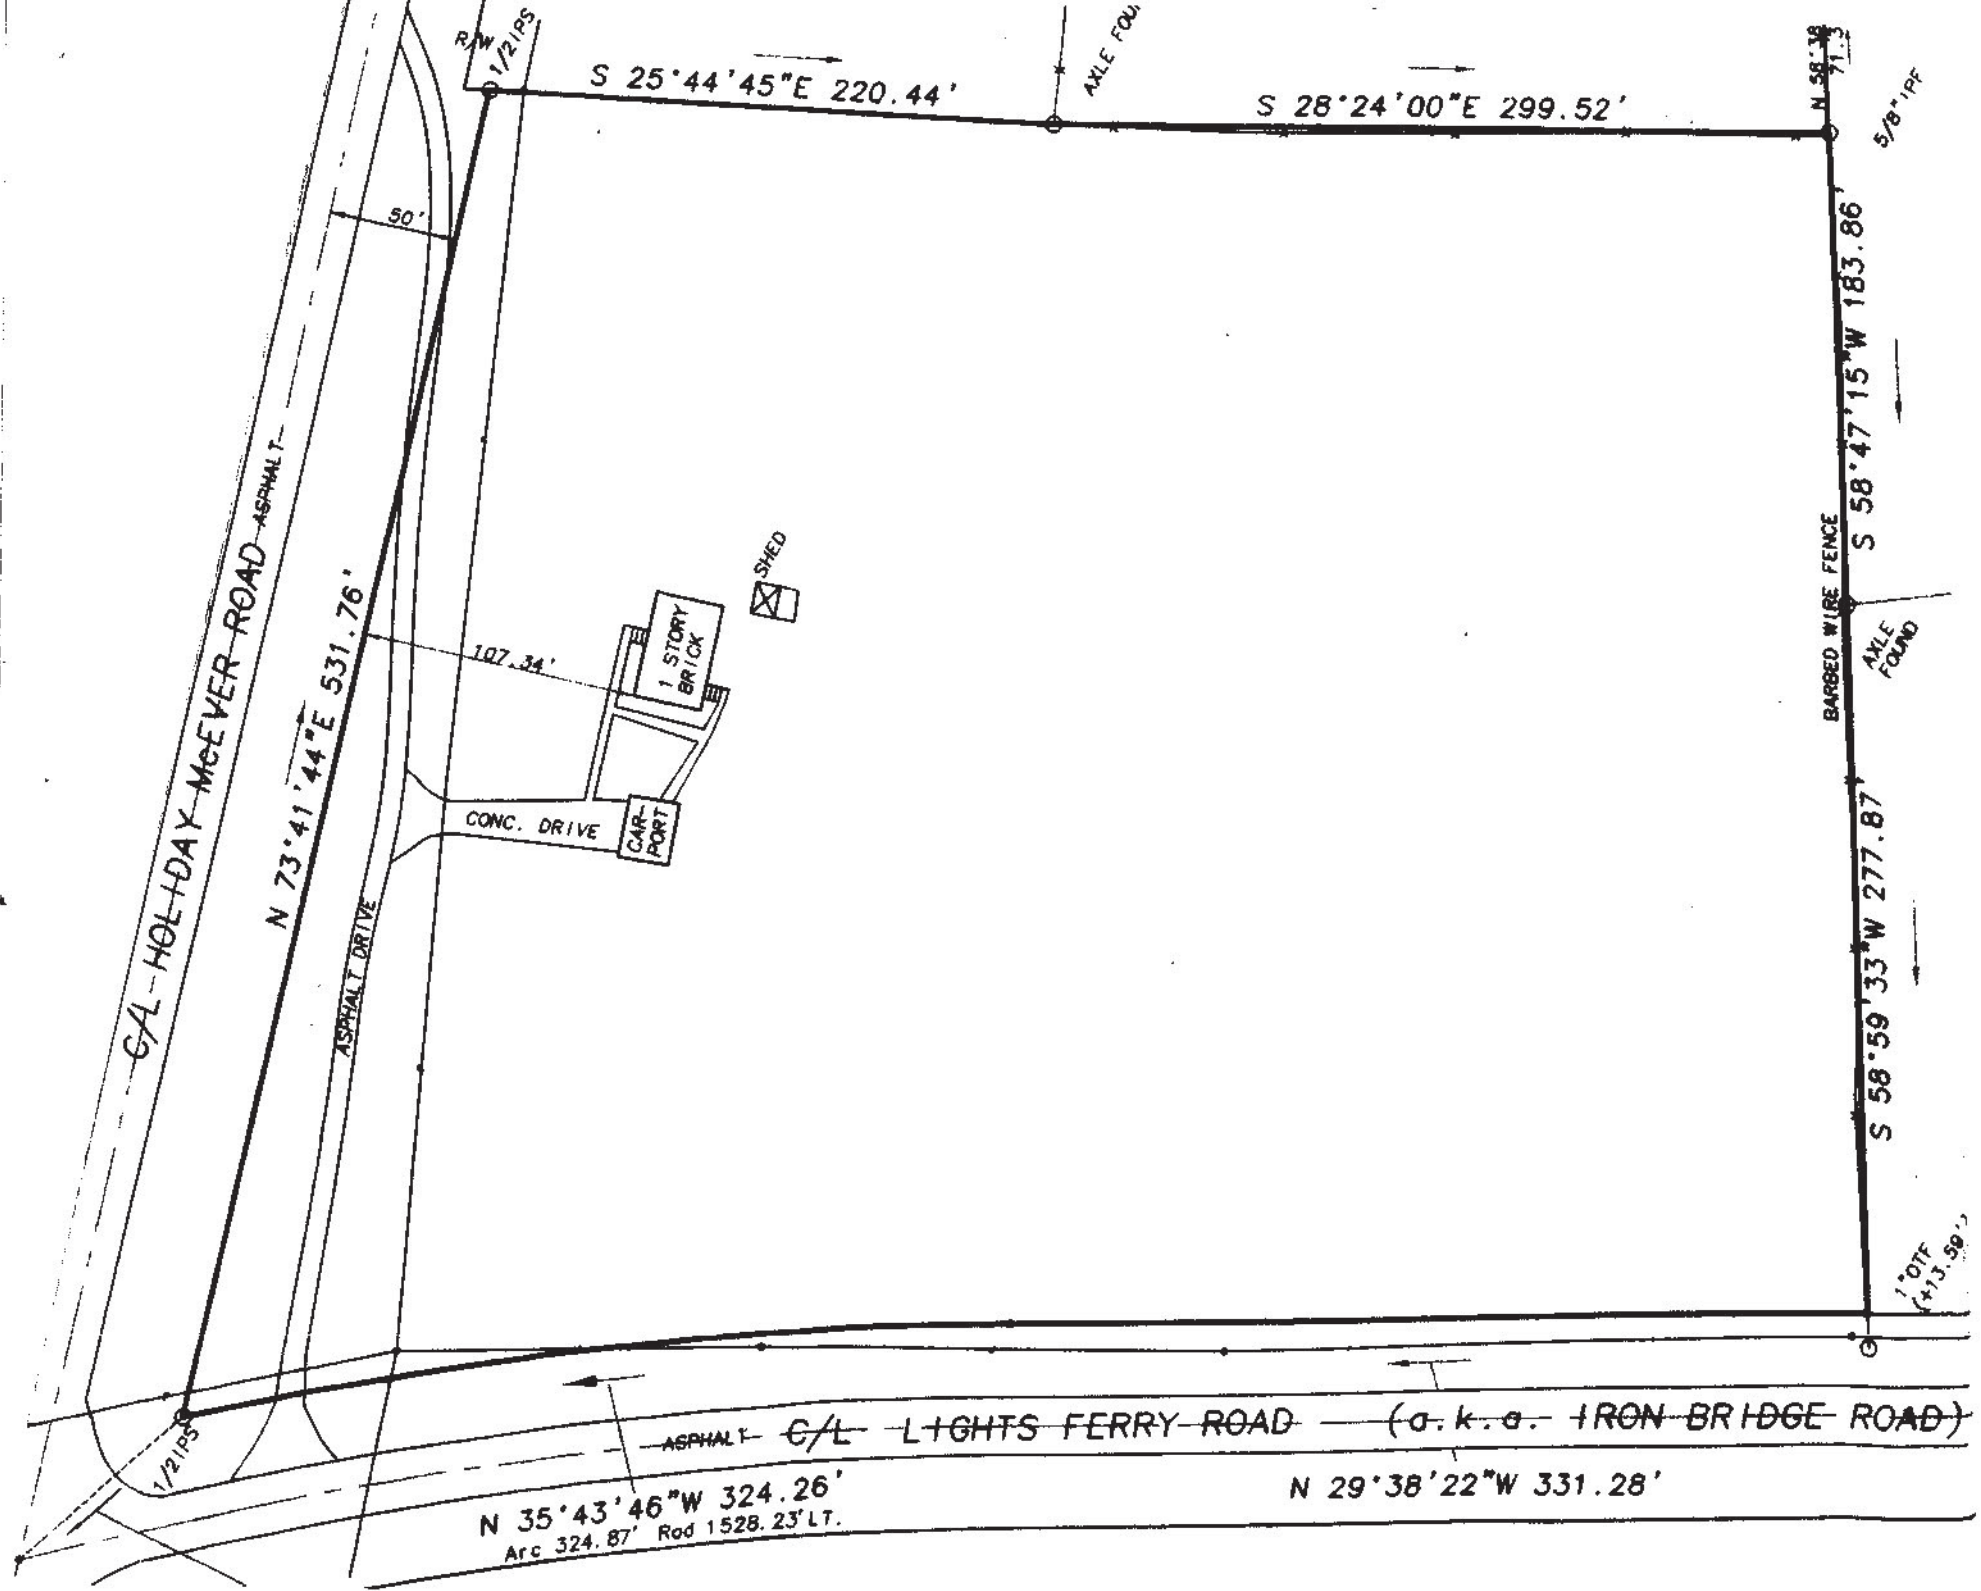 R/W
1/2IPS
S 25°44'45"E 220.44'
AXLE
S 28°24'00"E 299.52'
N 58°38
71.3
5/8" IPF
50'
S 58°47'15"W 183.86'
BARBED WIRE FENCE
AXLE
FOUND
S 58°59'33"W 277.87'
1"OTF
(+13.59')
C/L HOLIDAY McEVER ROAD ASPHALT
N 73°41'44"E 531.76'
ASPHALT DRIVE
107.34'
1 STORY
BRICK
SHED
CONC. DRIVE
CAR-
PORT
1/2IPS
ASPHALT C/L LIGHTS FERRY ROAD (a.k.a. IRON BRIDGE ROAD)
N 35°43'46"W 324.26'
Arc 324.87' Rad 1528.23'LT.
N 29°38'22"W 331.28'